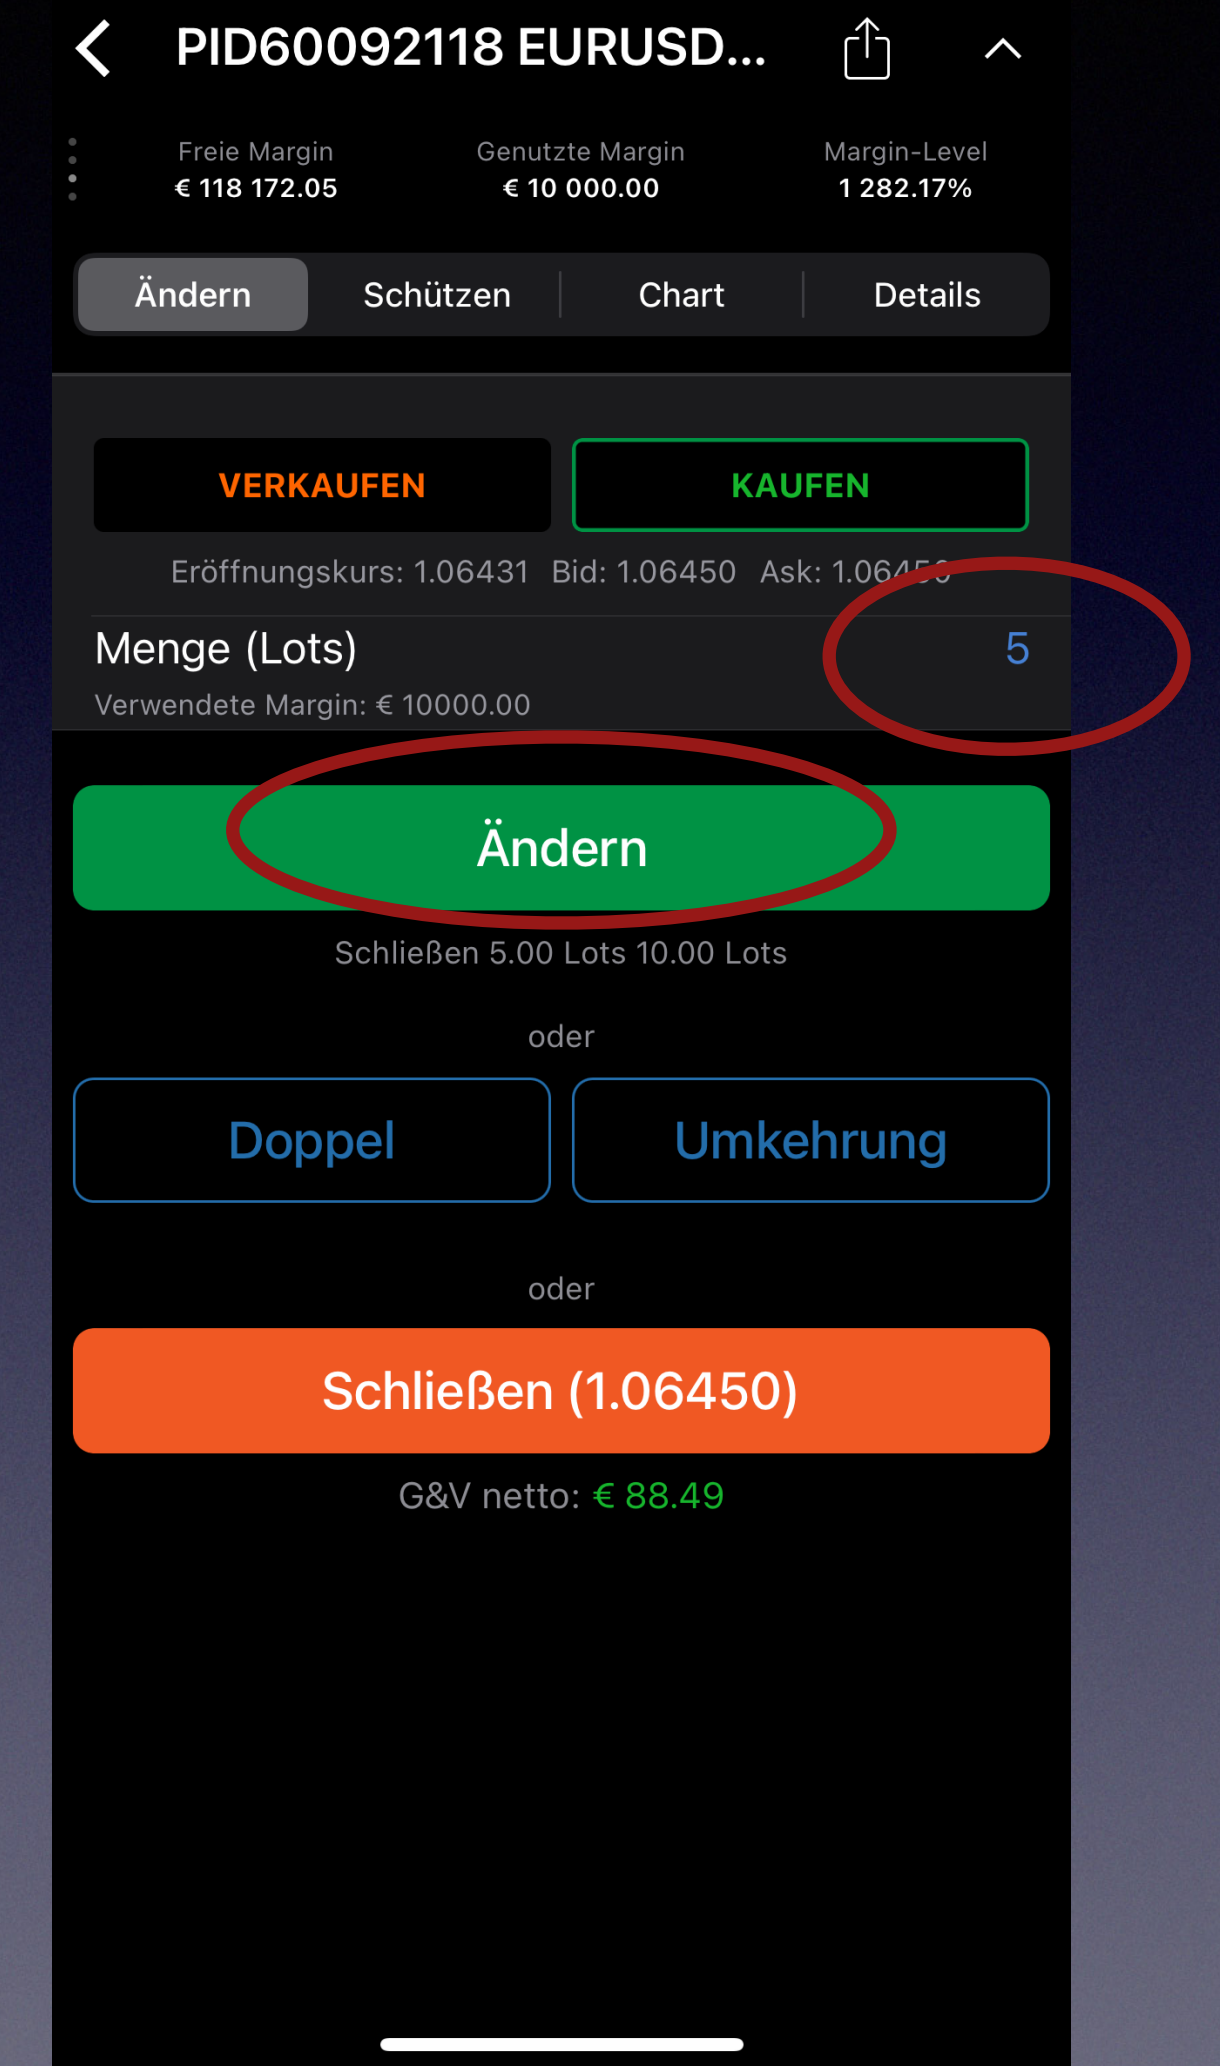 PID60092118 EURUSD...
Freie Margin Genutzte Margin Margin-Level
€ 118 172.05 € 10 000.00 1 282.17%
Ändern Schützen Chart Details
VERKAUFEN KAUFEN
Eröffnungskurs: 1.06431 Bid: 1.06450 Ask: 1.06450
Menge (Lots) 5
Verwendete Margin: € 10000.00
Ändern
Schließen 5.00 Lots 10.00 Lots
oder
Doppel Umkehrung
oder
Schließen (1.06450)
G&V netto: € 88.49